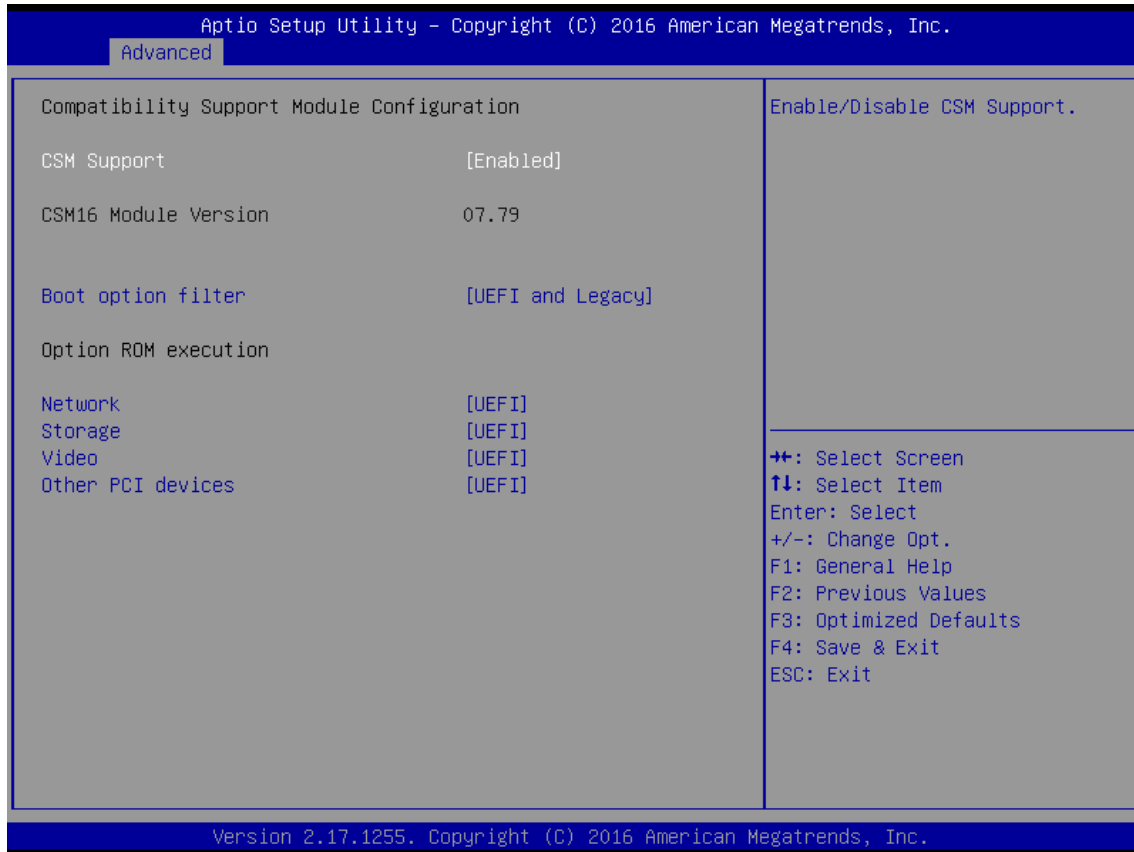 Aptio Setup Utility – Copyright (C) 2016 American Megatrends, Inc.
Advanced
Compatibility Support Module Configuration
CSM Support [Enabled]
CSM16 Module Version 07.79
Boot option filter [UEFI and Legacy]
Option ROM execution
Network [UEFI]
Storage [UEFI]
Video [UEFI]
Other PCI devices [UEFI]
Enable/Disable CSM Support.
→←: Select Screen
↑↓: Select Item
Enter: Select
+/-: Change Opt.
F1: General Help
F2: Previous Values
F3: Optimized Defaults
F4: Save & Exit
ESC: Exit
Version 2.17.1255. Copyright (C) 2016 American Megatrends, Inc.